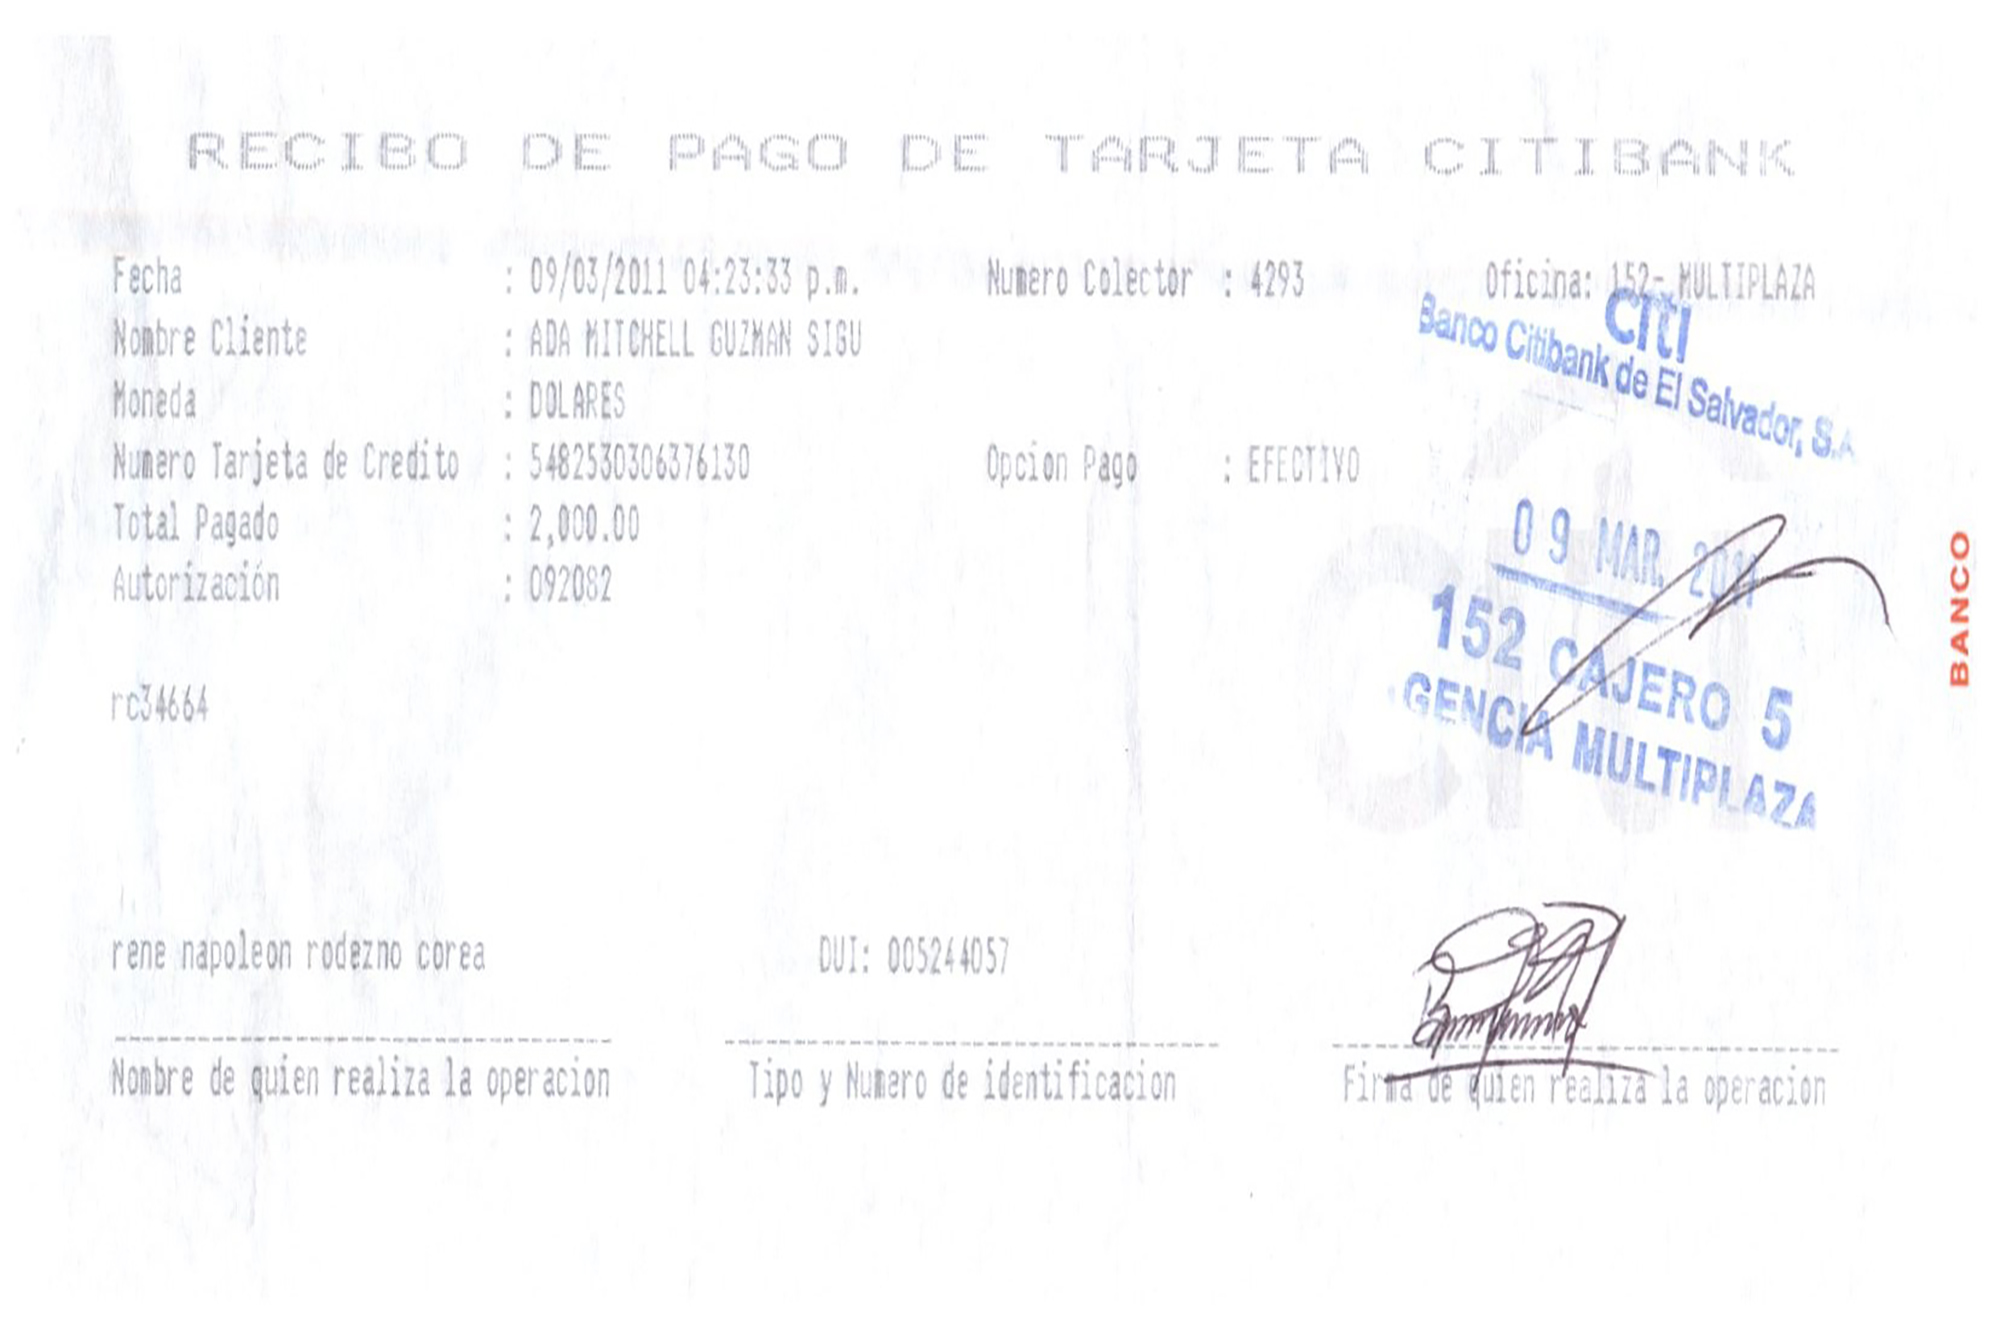 RECIBO DE PAGO DE TARJETA CITIBANK
Fecha : 09/03/2011 04:23:33 p.m. Numero Colector : 4293 Oficina: 152- MULTIPLAZA
Nombre Cliente : ADA MITCHELL GUZMAN SIGU
Moneda : DOLARES
Numero Tarjeta de Credito : 5482530306376130 Opcion Pago : EFECTIVO
Total Pagado : 2,000.00
Autorización : 092082
rc34664
citi
Banco Citibank de El Salvador, S.A
09 MAR. 2011
152 CAJERO 5
GENCIA MULTIPLAZA
BANCO
rene napoleon rodezno corea DUI: 005244057
Nombre de quien realiza la operacion Tipo y Numero de identificacion Firma de quien realiza la operacion